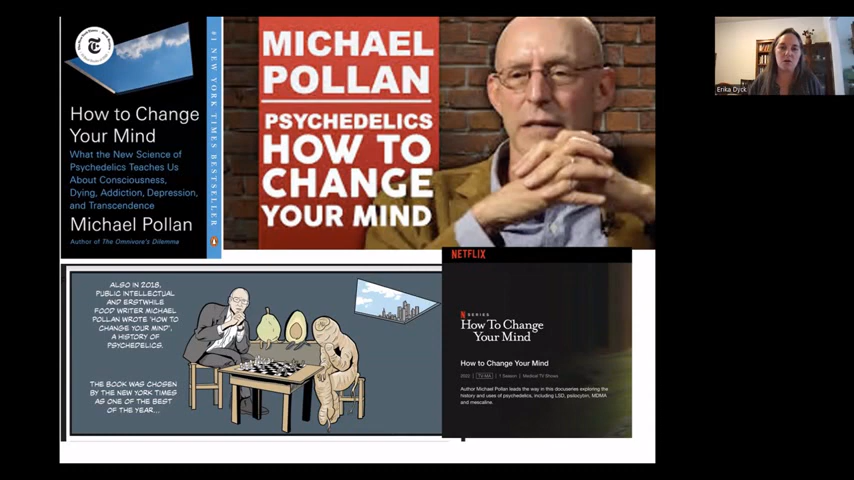 How to Change
Your Mind
What the New Science of
Psychedelics Teaches Us
About Consciousness,
Dying, Addiction, Depression,
and Transcendence
Michael Pollan
Author of The Omnivore's Dilemma
#1 NEW YORK TIMES BESTSELLER
MICHAEL
POLLAN
PSYCHEDELICS
HOW TO
CHANGE
YOUR MIND
Erika Dyck
ALSO IN 2018,
PUBLIC INTELLECTUAL
AND ERSTWHILE
FOOD WRITER MICHAEL
POLLAN WROTE 'HOW TO
CHANGE YOUR MIND',
A HISTORY OF
PSYCHEDELICS.
THE BOOK WAS CHOSEN
BY THE NEW YORK TIMES
AS ONE OF THE BEST
OF THE YEAR...
NETFLIX
N SERIES
How To Change
Your Mind
How to Change Your Mind
2022 | TV-MA | 1 Season | Medical TV Shows
Author Michael Pollan leads the way in this docuseries exploring the
history and uses of psychedelics, including LSD, psilocybin, MDMA
and mescaline.